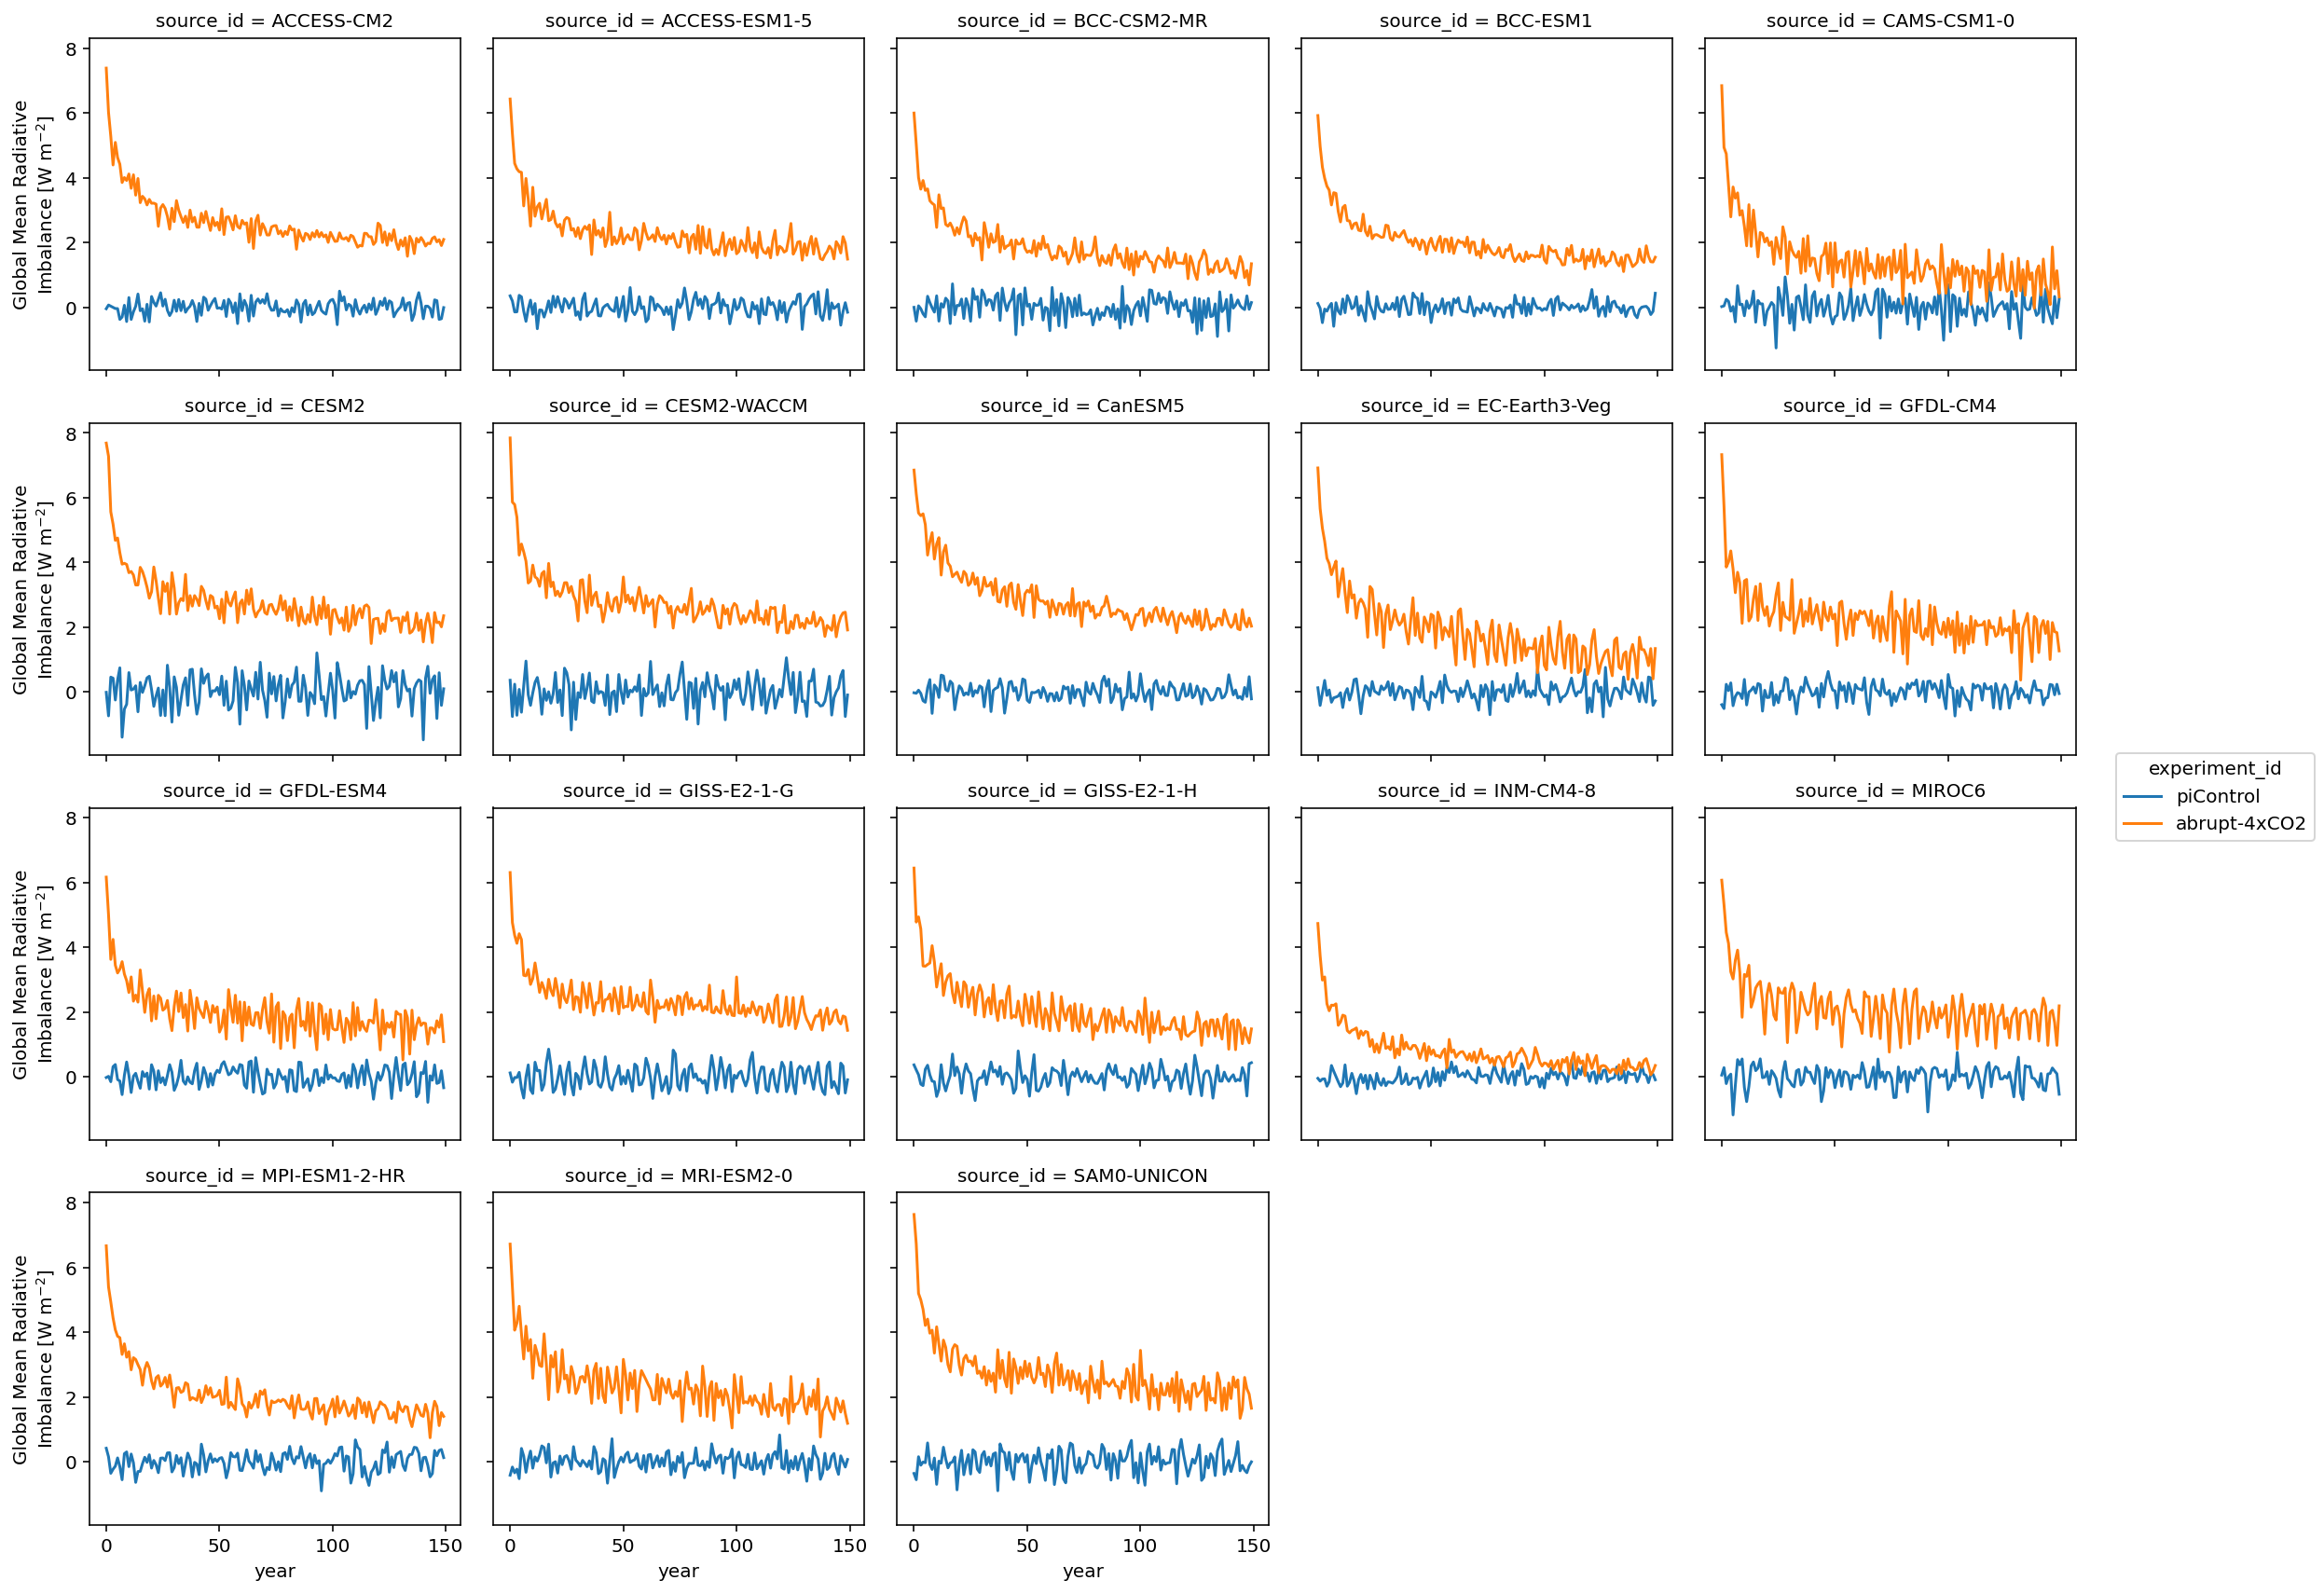 source_id = ACCESS-CM2
source_id = ACCESS-ESM1-5
source_id = BCC-CSM2-MR
source_id = BCC-ESM1
source_id = CAMS-CSM1-0
Global Mean Radiative
Imbalance [W m⁻²]
8
6
4
2
0
source_id = CESM2
source_id = CESM2-WACCM
source_id = CanESM5
source_id = EC-Earth3-Veg
source_id = GFDL-CM4
Global Mean Radiative
Imbalance [W m⁻²]
8
6
4
2
0
source_id = GFDL-ESM4
source_id = GISS-E2-1-G
source_id = GISS-E2-1-H
source_id = INM-CM4-8
source_id = MIROC6
Global Mean Radiative
Imbalance [W m⁻²]
8
6
4
2
0
experiment_id
piControl
abrupt-4xCO2
source_id = MPI-ESM1-2-HR
source_id = MRI-ESM2-0
source_id = SAM0-UNICON
Global Mean Radiative
Imbalance [W m⁻²]
8
6
4
2
0
0 50 100 150
year
0 50 100 150
year
0 50 100 150
year